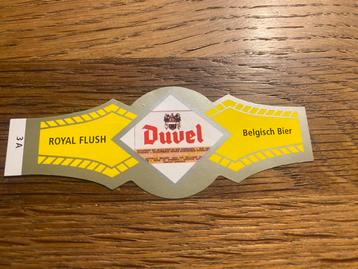 3A
ROYAL FLUSH
Duvel
Belgisch Bier